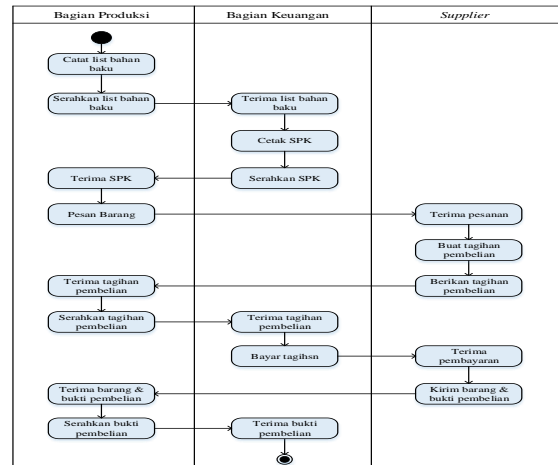 Bagian Produksi
Bagian Keuangan
Supplier
Catat list bahan
baku
Serahkan list bahan
baku
Terima list bahan
baku
Cetak SPK
Terima SPK
Serahkan SPK
Pesan Barang
Terima pesanan
Buat tagihan
pembelian
Terima tagihan
pembelian
Berikan tagihan
pembelian
Serahkan tagihan
pembelian
Terima tagihan
pembelian
Bayar tagihsn
Terima
pembayaran
Terima barang &
bukti pembelian
Kirim barang &
bukti pembelian
Serahkan bukti
pembelian
Terima bukti
pembelian